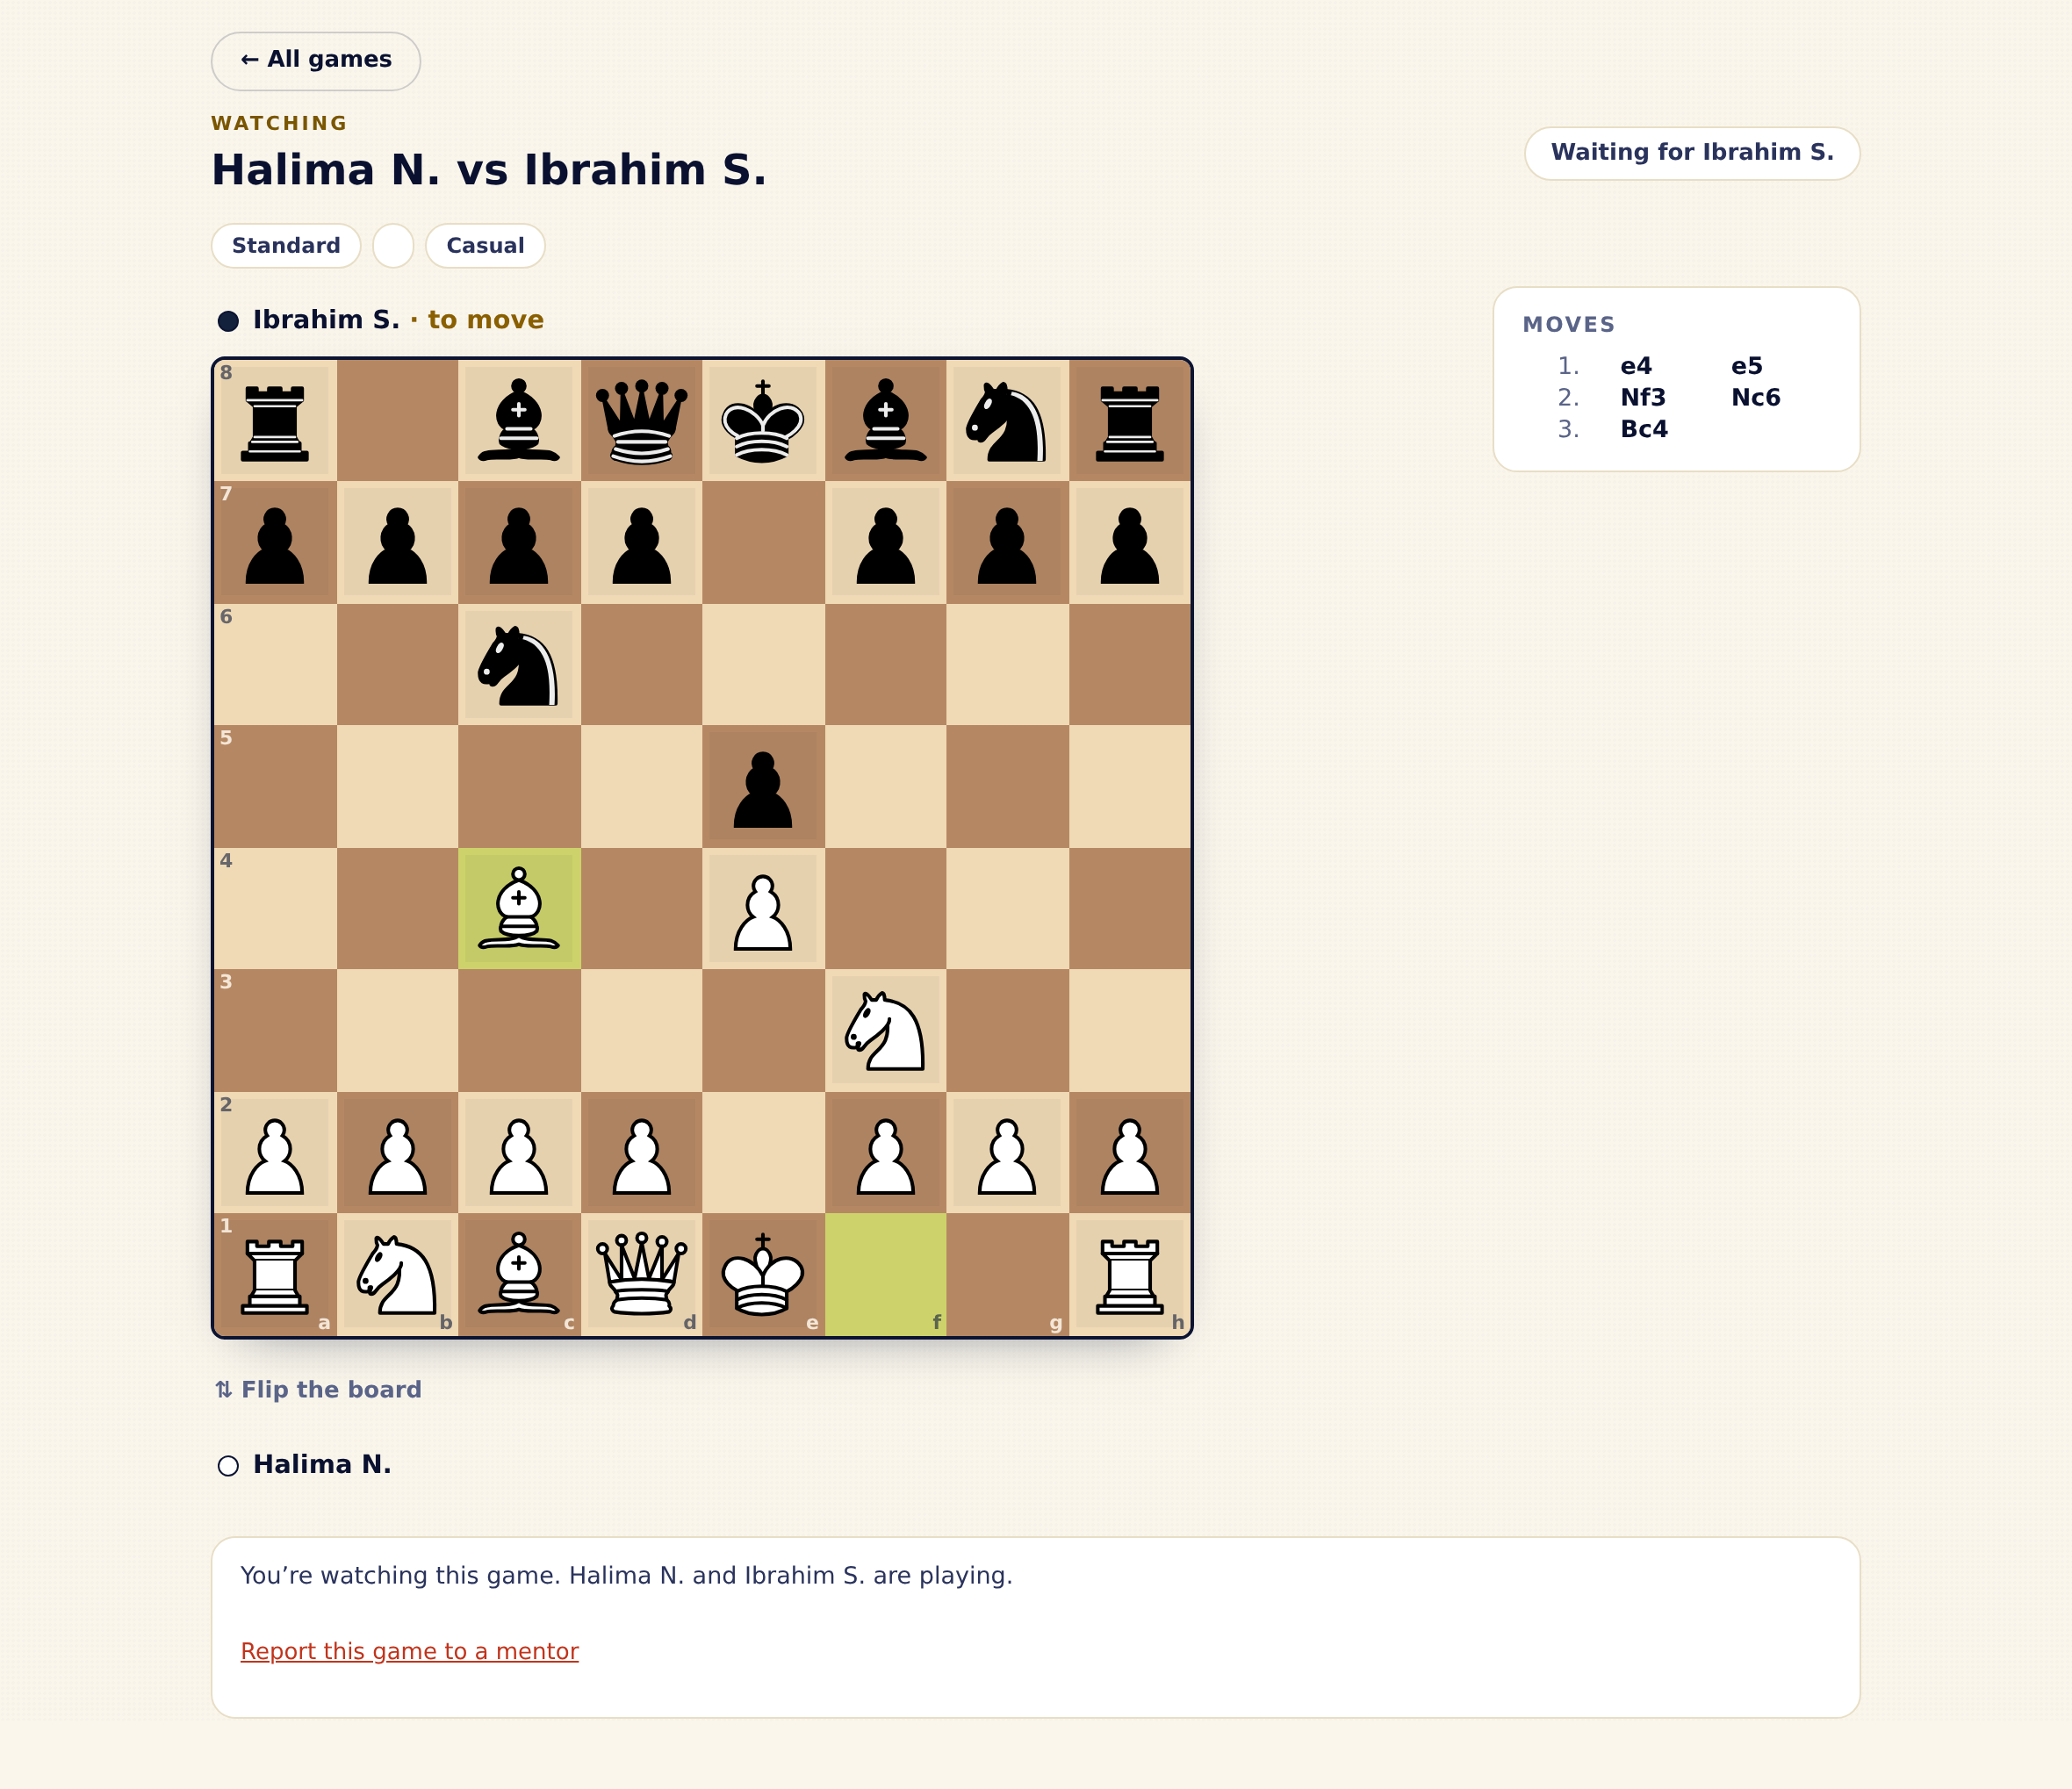 ← All games
WATCHING
Halima N. vs Ibrahim S.
Waiting for Ibrahim S.
Standard
Casual
Ibrahim S. · to move
MOVES
1. e4 e5
2. Nf3 Nc6
3. Bc4
8
7
6
5
4
3
2
1
a b c d e f g h
⇅ Flip the board
Halima N.
You’re watching this game. Halima N. and Ibrahim S. are playing.
Report this game to a mentor